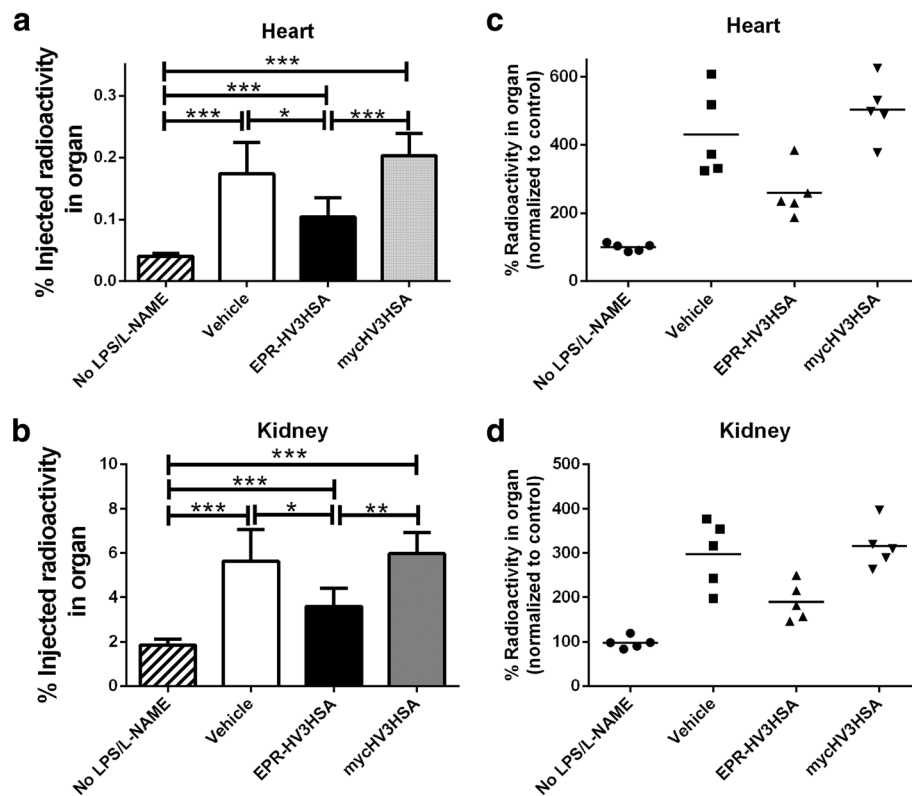 a
Heart
% Injected radioactivity
in organ
0.3
0.2
0.1
0.0
***
***
***
*
***
No LPS/L-NAME
Vehicle
EPR-HV3HSA
mycHV3HSA
c
Heart
% Radioactivity in organ
(normalized to control)
600
400
200
0
No LPS/L-NAME
Vehicle
EPR-HV3HSA
mycHV3HSA
b
Kidney
% Injected radioactivity
in organ
10
8
6
4
2
0
***
***
***
*
**
No LPS/L-NAME
Vehicle
EPR-HV3HSA
mycHV3HSA
d
Kidney
% Radioactivity in organ
(normalized to control)
500
400
300
200
100
0
No LPS/L-NAME
Vehicle
EPR-HV3HSA
mycHV3HSA